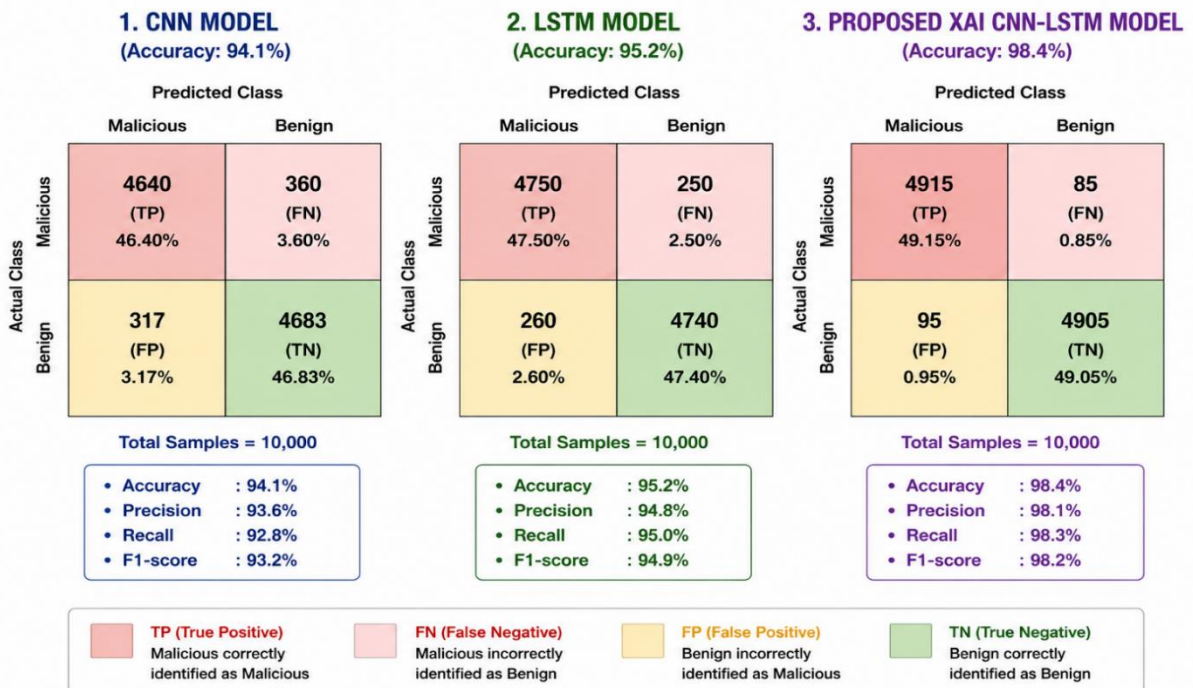 1. CNN MODEL
(Accuracy: 94.1%)
Predicted Class
Malicious Benign
Actual Class
Malicious
Benign
4640
(TP)
46.40%
360
(FN)
3.60%
317
(FP)
3.17%
4683
(TN)
46.83%
Total Samples = 10,000
• Accuracy : 94.1%
• Precision : 93.6%
• Recall : 92.8%
• F1-score : 93.2%
2. LSTM MODEL
(Accuracy: 95.2%)
Predicted Class
Malicious Benign
Actual Class
Malicious
Benign
4750
(TP)
47.50%
250
(FN)
2.50%
260
(FP)
2.60%
4740
(TN)
47.40%
Total Samples = 10,000
• Accuracy : 95.2%
• Precision : 94.8%
• Recall : 95.0%
• F1-score : 94.9%
3. PROPOSED XAI CNN-LSTM MODEL
(Accuracy: 98.4%)
Predicted Class
Malicious Benign
Actual Class
Malicious
Benign
4915
(TP)
49.15%
85
(FN)
0.85%
95
(FP)
0.95%
4905
(TN)
49.05%
Total Samples = 10,000
• Accuracy : 98.4%
• Precision : 98.1%
• Recall : 98.3%
• F1-score : 98.2%
TP (True Positive)
Malicious correctly
identified as Malicious
FN (False Negative)
Malicious incorrectly
identified as Benign
FP (False Positive)
Benign incorrectly
identified as Malicious
TN (True Negative)
Benign correctly
identified as Benign